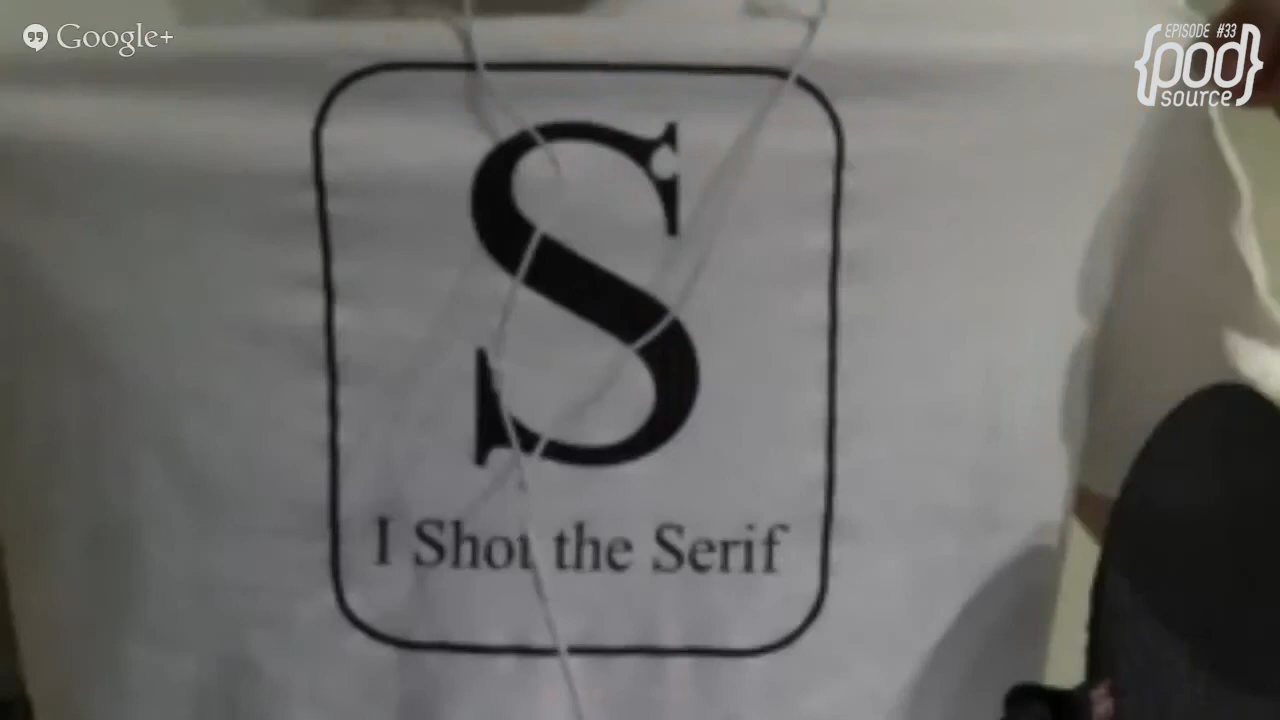 Google+
EPISODE #33
{pod
source}
S
I Shot the Serif